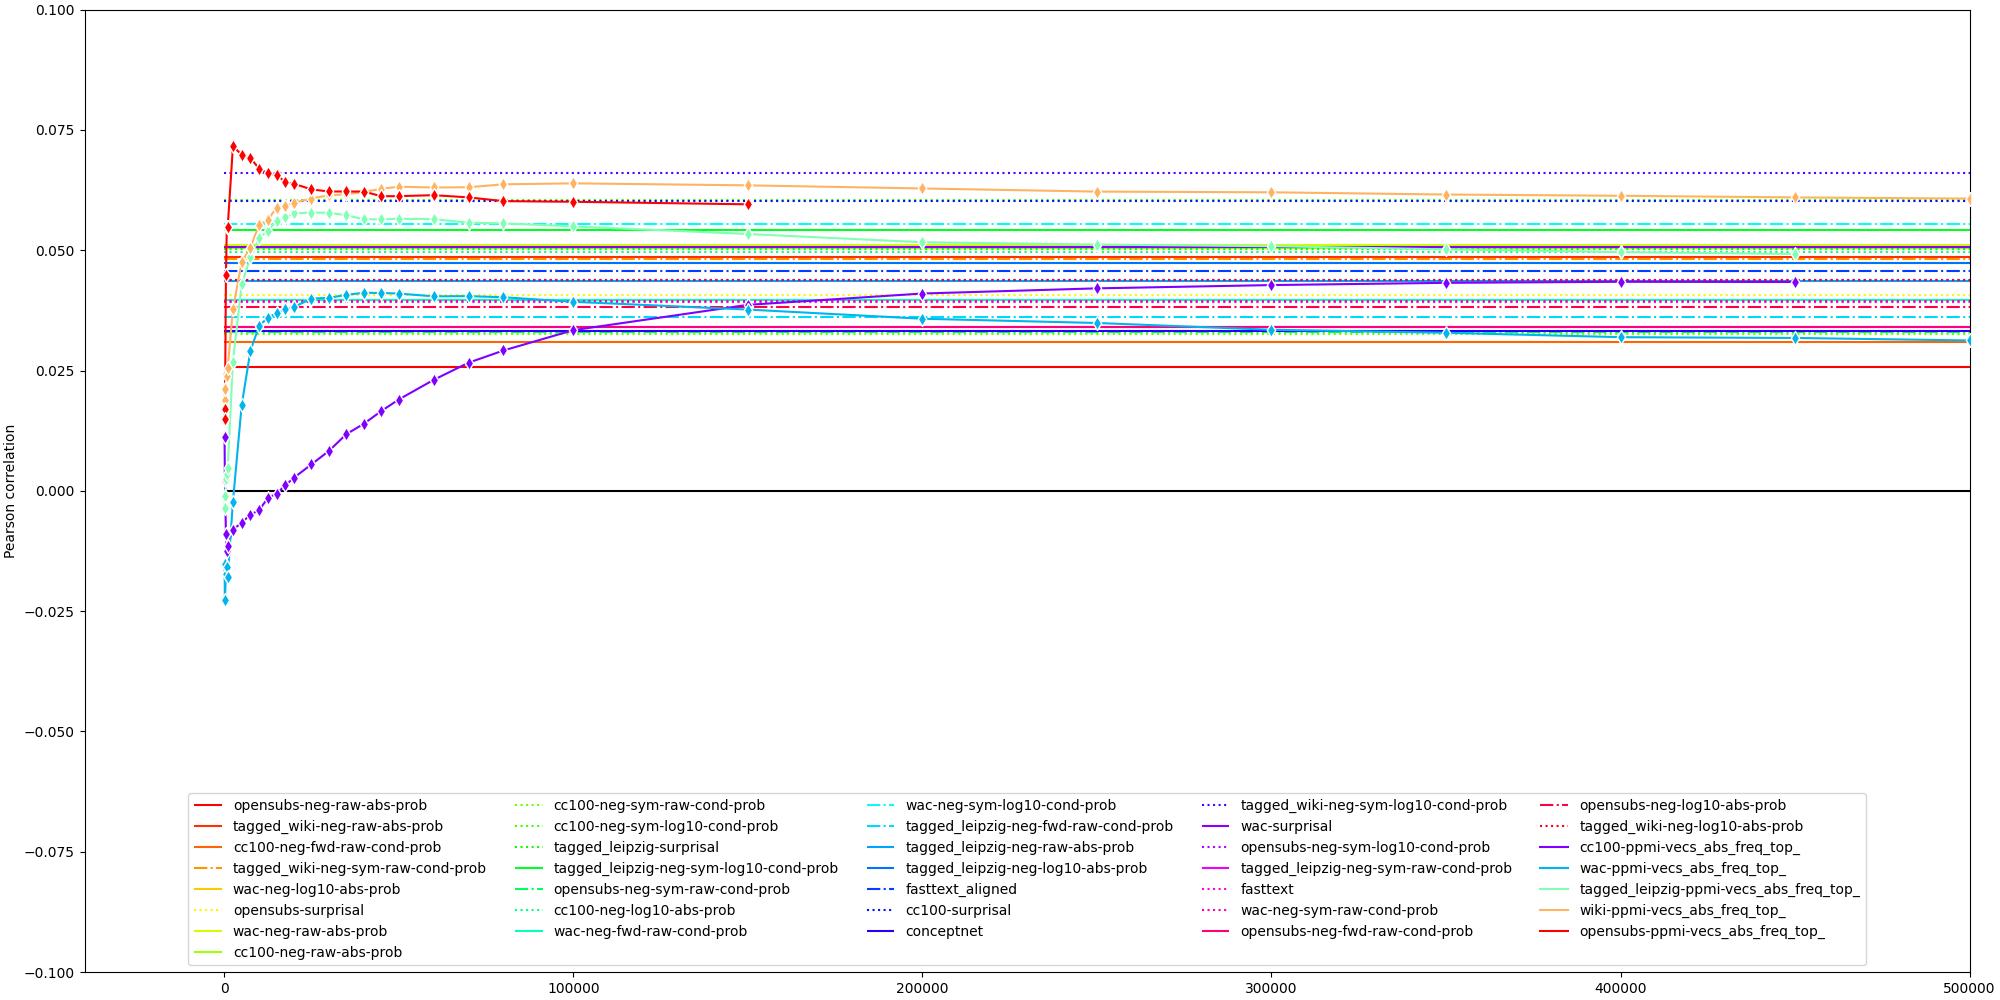 0.100
0.075
0.050
0.025
0.000
−0.025
−0.050
−0.075
−0.100
Pearson correlation
opensubs-neg-raw-abs-prob
tagged_wiki-neg-raw-abs-prob
cc100-neg-fwd-raw-cond-prob
tagged_wiki-neg-sym-raw-cond-prob
wac-neg-log10-abs-prob
opensubs-surprisal
wac-neg-raw-abs-prob
cc100-neg-raw-abs-prob
cc100-neg-sym-raw-cond-prob
cc100-neg-sym-log10-cond-prob
tagged_leipzig-surprisal
tagged_leipzig-neg-sym-log10-cond-prob
opensubs-neg-sym-raw-cond-prob
cc100-neg-log10-abs-prob
wac-neg-fwd-raw-cond-prob
wac-neg-sym-log10-cond-prob
tagged_leipzig-neg-fwd-raw-cond-prob
tagged_leipzig-neg-raw-abs-prob
tagged_leipzig-neg-log10-abs-prob
fasttext_aligned
cc100-surprisal
conceptnet
tagged_wiki-neg-sym-log10-cond-prob
wac-surprisal
opensubs-neg-sym-log10-cond-prob
tagged_leipzig-neg-sym-raw-cond-prob
fasttext
wac-neg-sym-raw-cond-prob
opensubs-neg-fwd-raw-cond-prob
opensubs-neg-log10-abs-prob
tagged_wiki-neg-log10-abs-prob
cc100-ppmi-vecs_abs_freq_top_
wac-ppmi-vecs_abs_freq_top_
tagged_leipzig-ppmi-vecs_abs_freq_top_
wiki-ppmi-vecs_abs_freq_top_
opensubs-ppmi-vecs_abs_freq_top_
0
100000
200000
300000
400000
500000